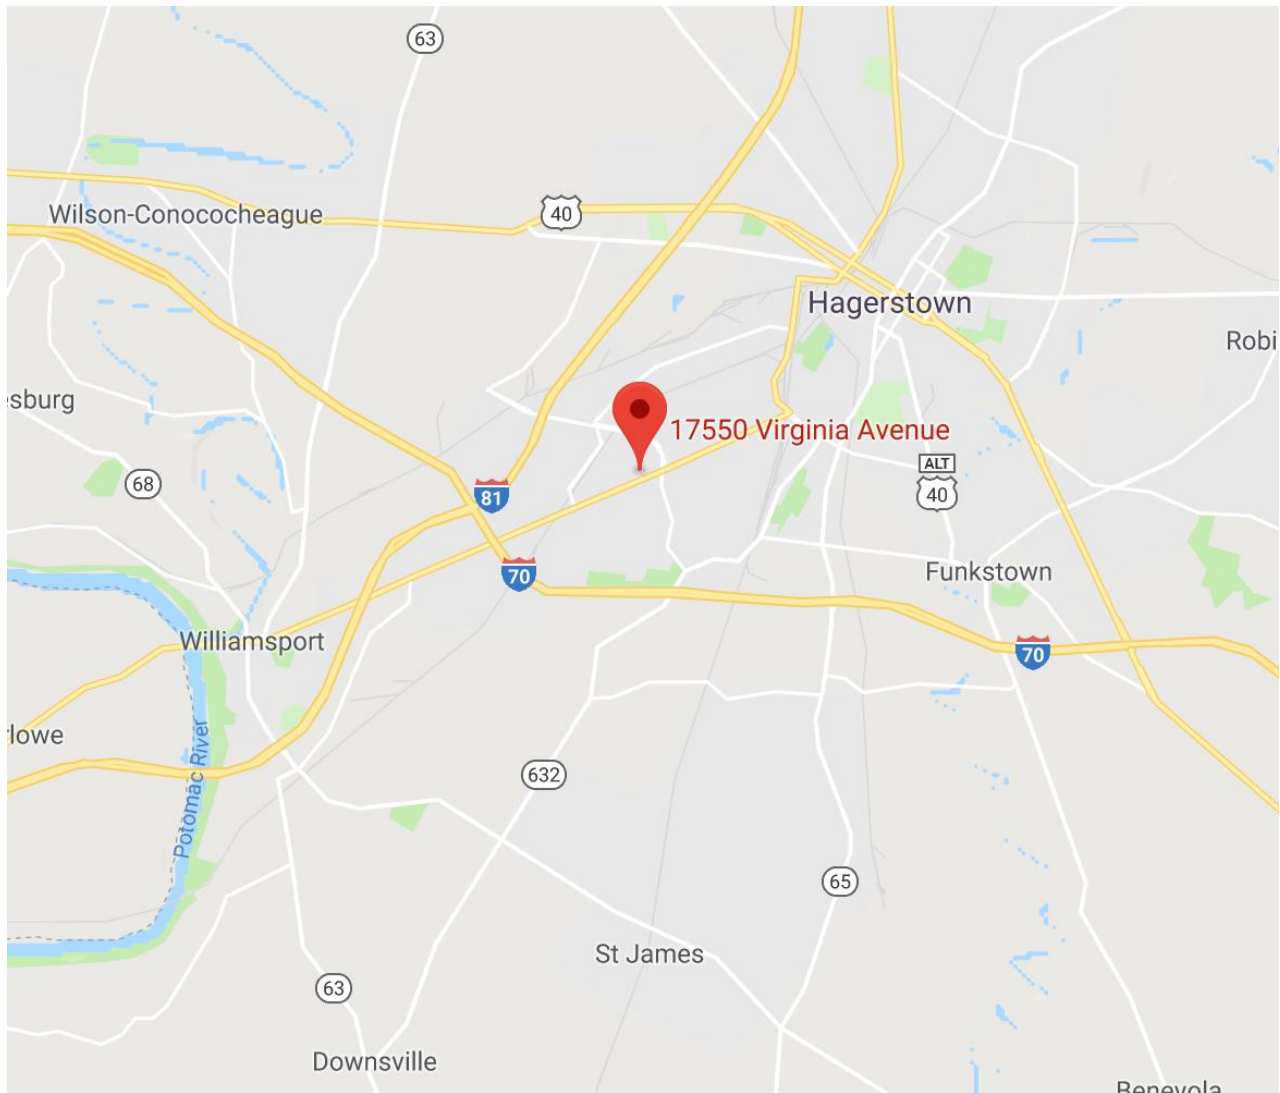 63
Wilson-Conococheague
40
Hagerstown
Robi
sburg
17550 Virginia Avenue
68
81
ALT
40
70
Funkstown
Williamsport
70
rlowe
Potomac River
632
65
St James
63
Downsville
Benevola